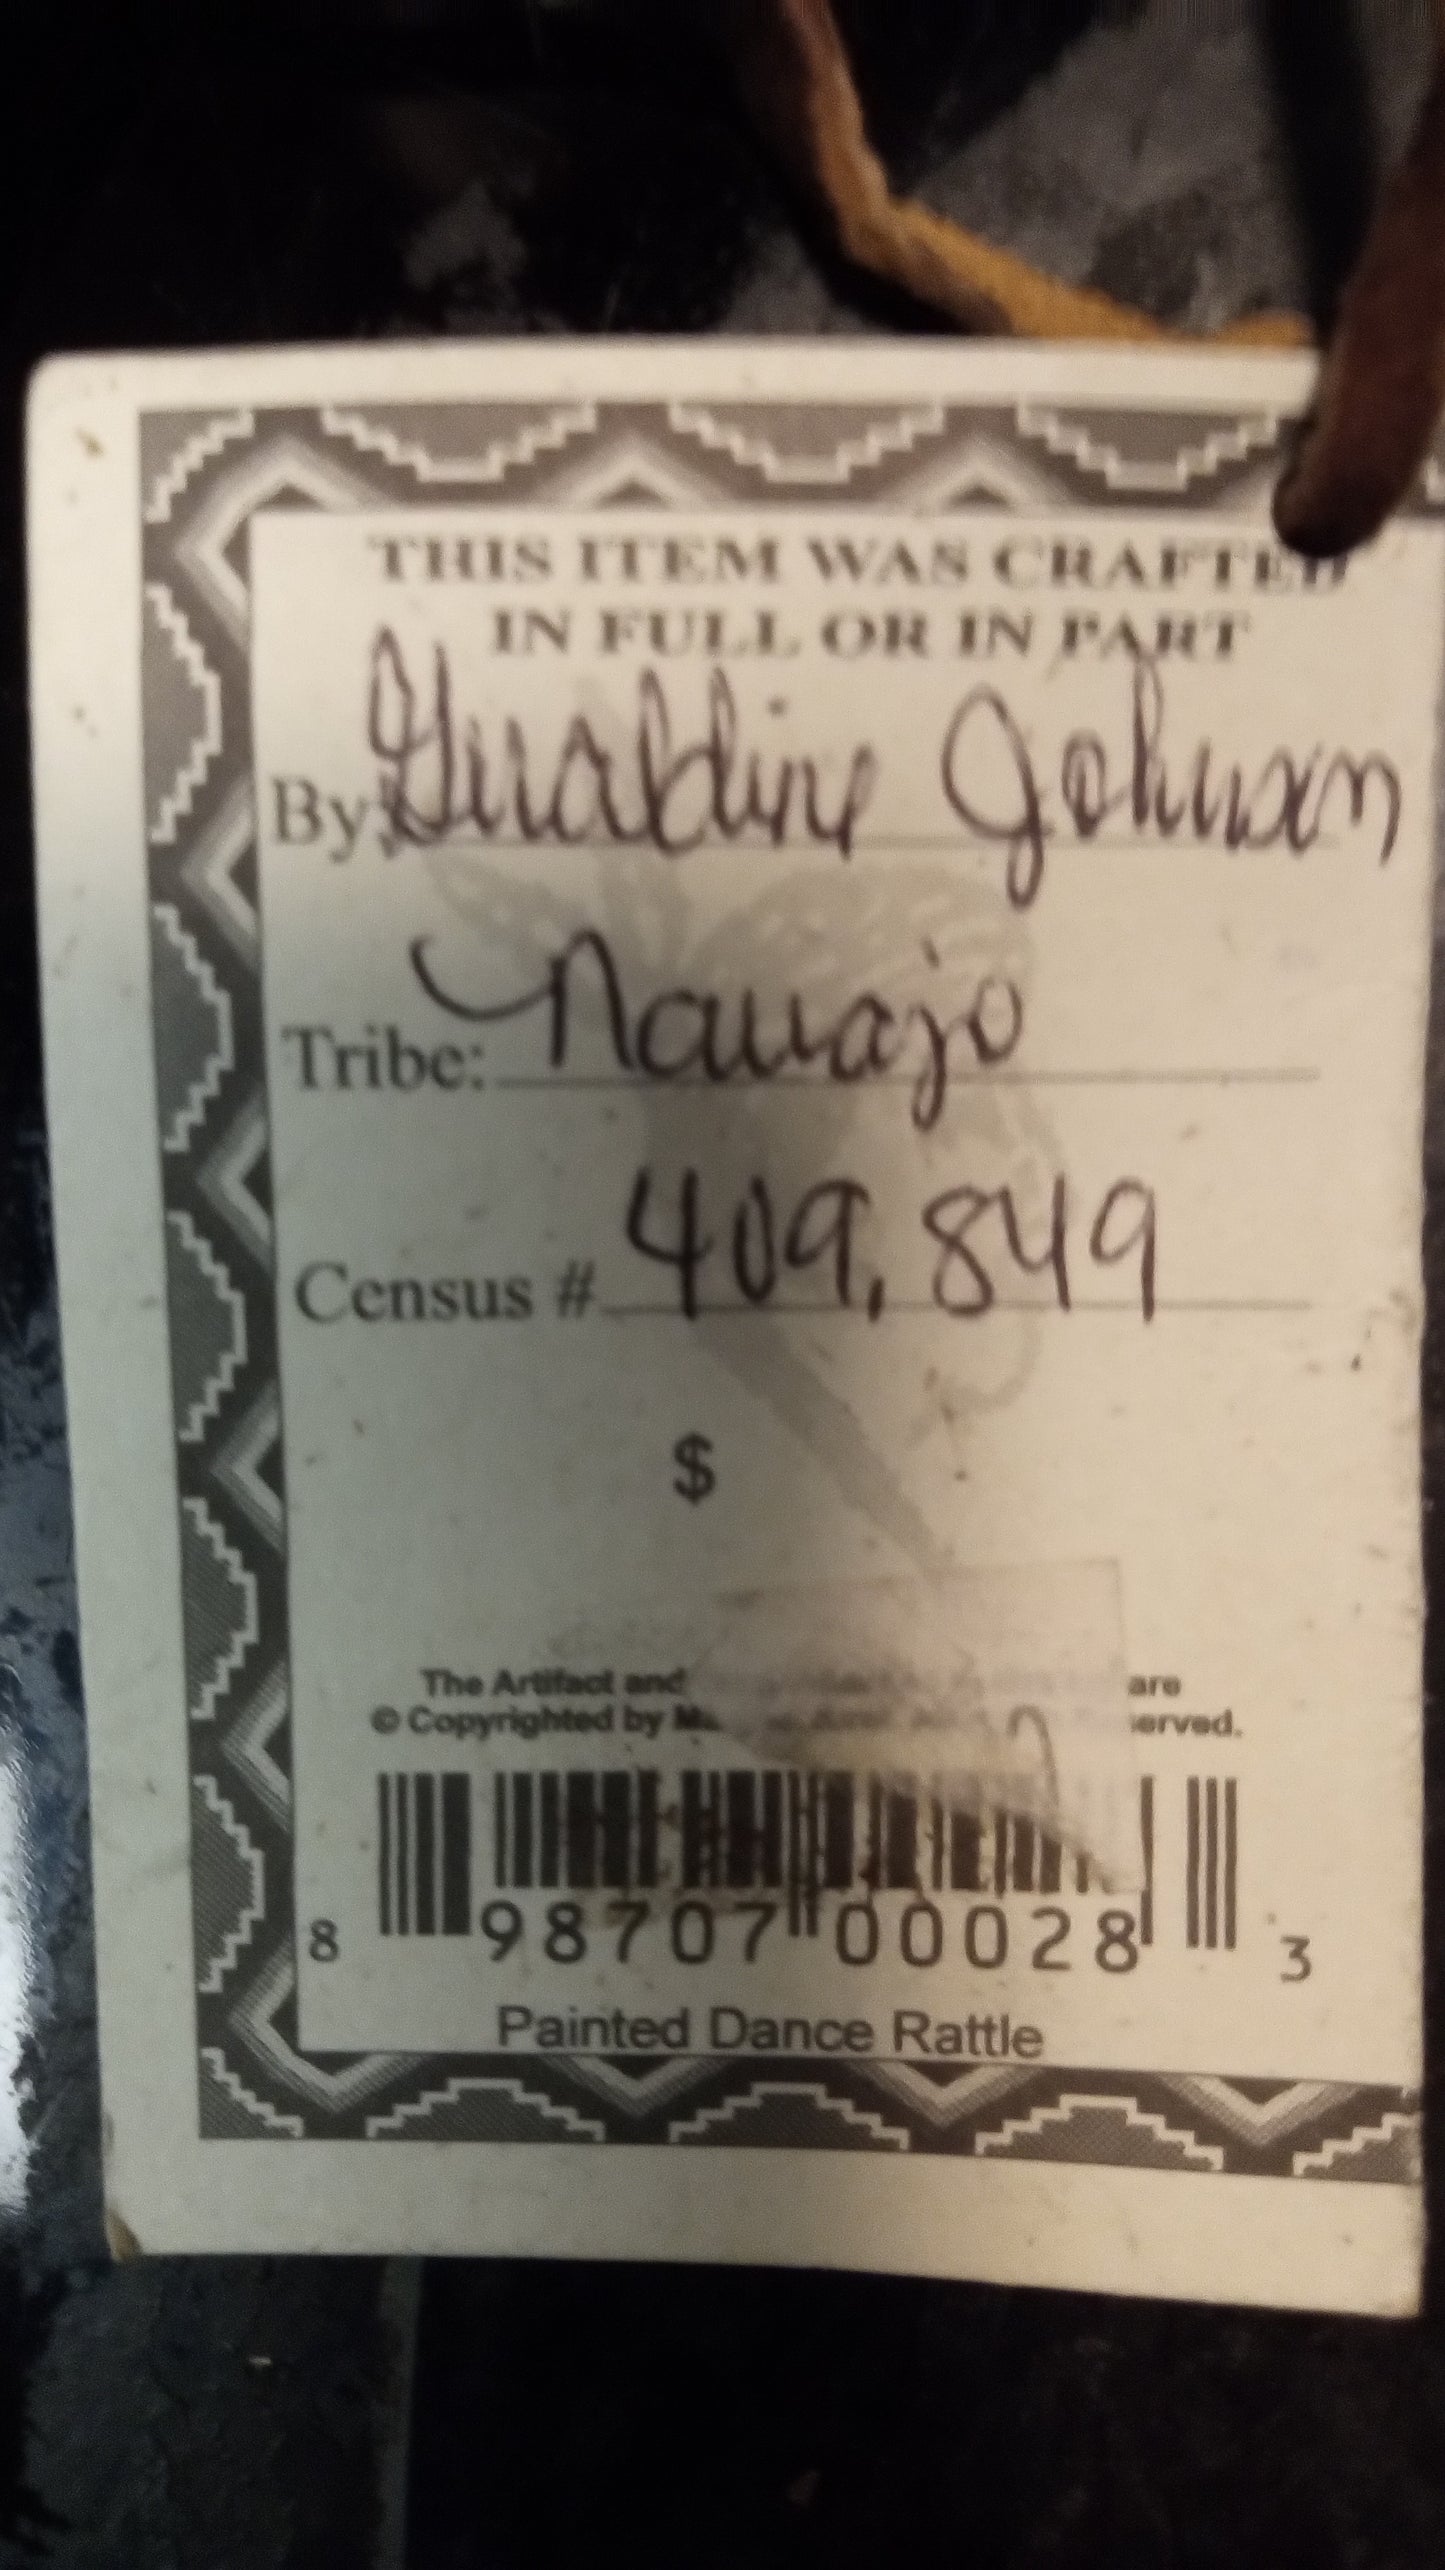 THIS ITEM WAS CRAFTED
IN FULL OR IN PART
By: Geraldine Johnson
Tribe: Navajo
Census # 409,849
$
The Artifact and are
© Copyrighted by
8 98707 00028 3
Painted Dance Rattle